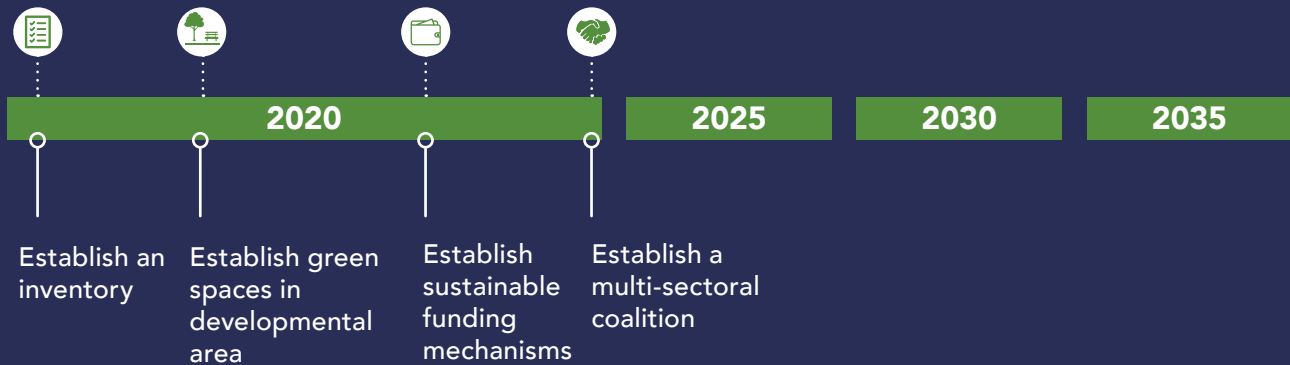 2020
2025
2030
2035
Establish an
inventory
Establish green
spaces in
developmental
area
Establish
sustainable
funding
mechanisms
Establish a
multi-sectoral
coalition